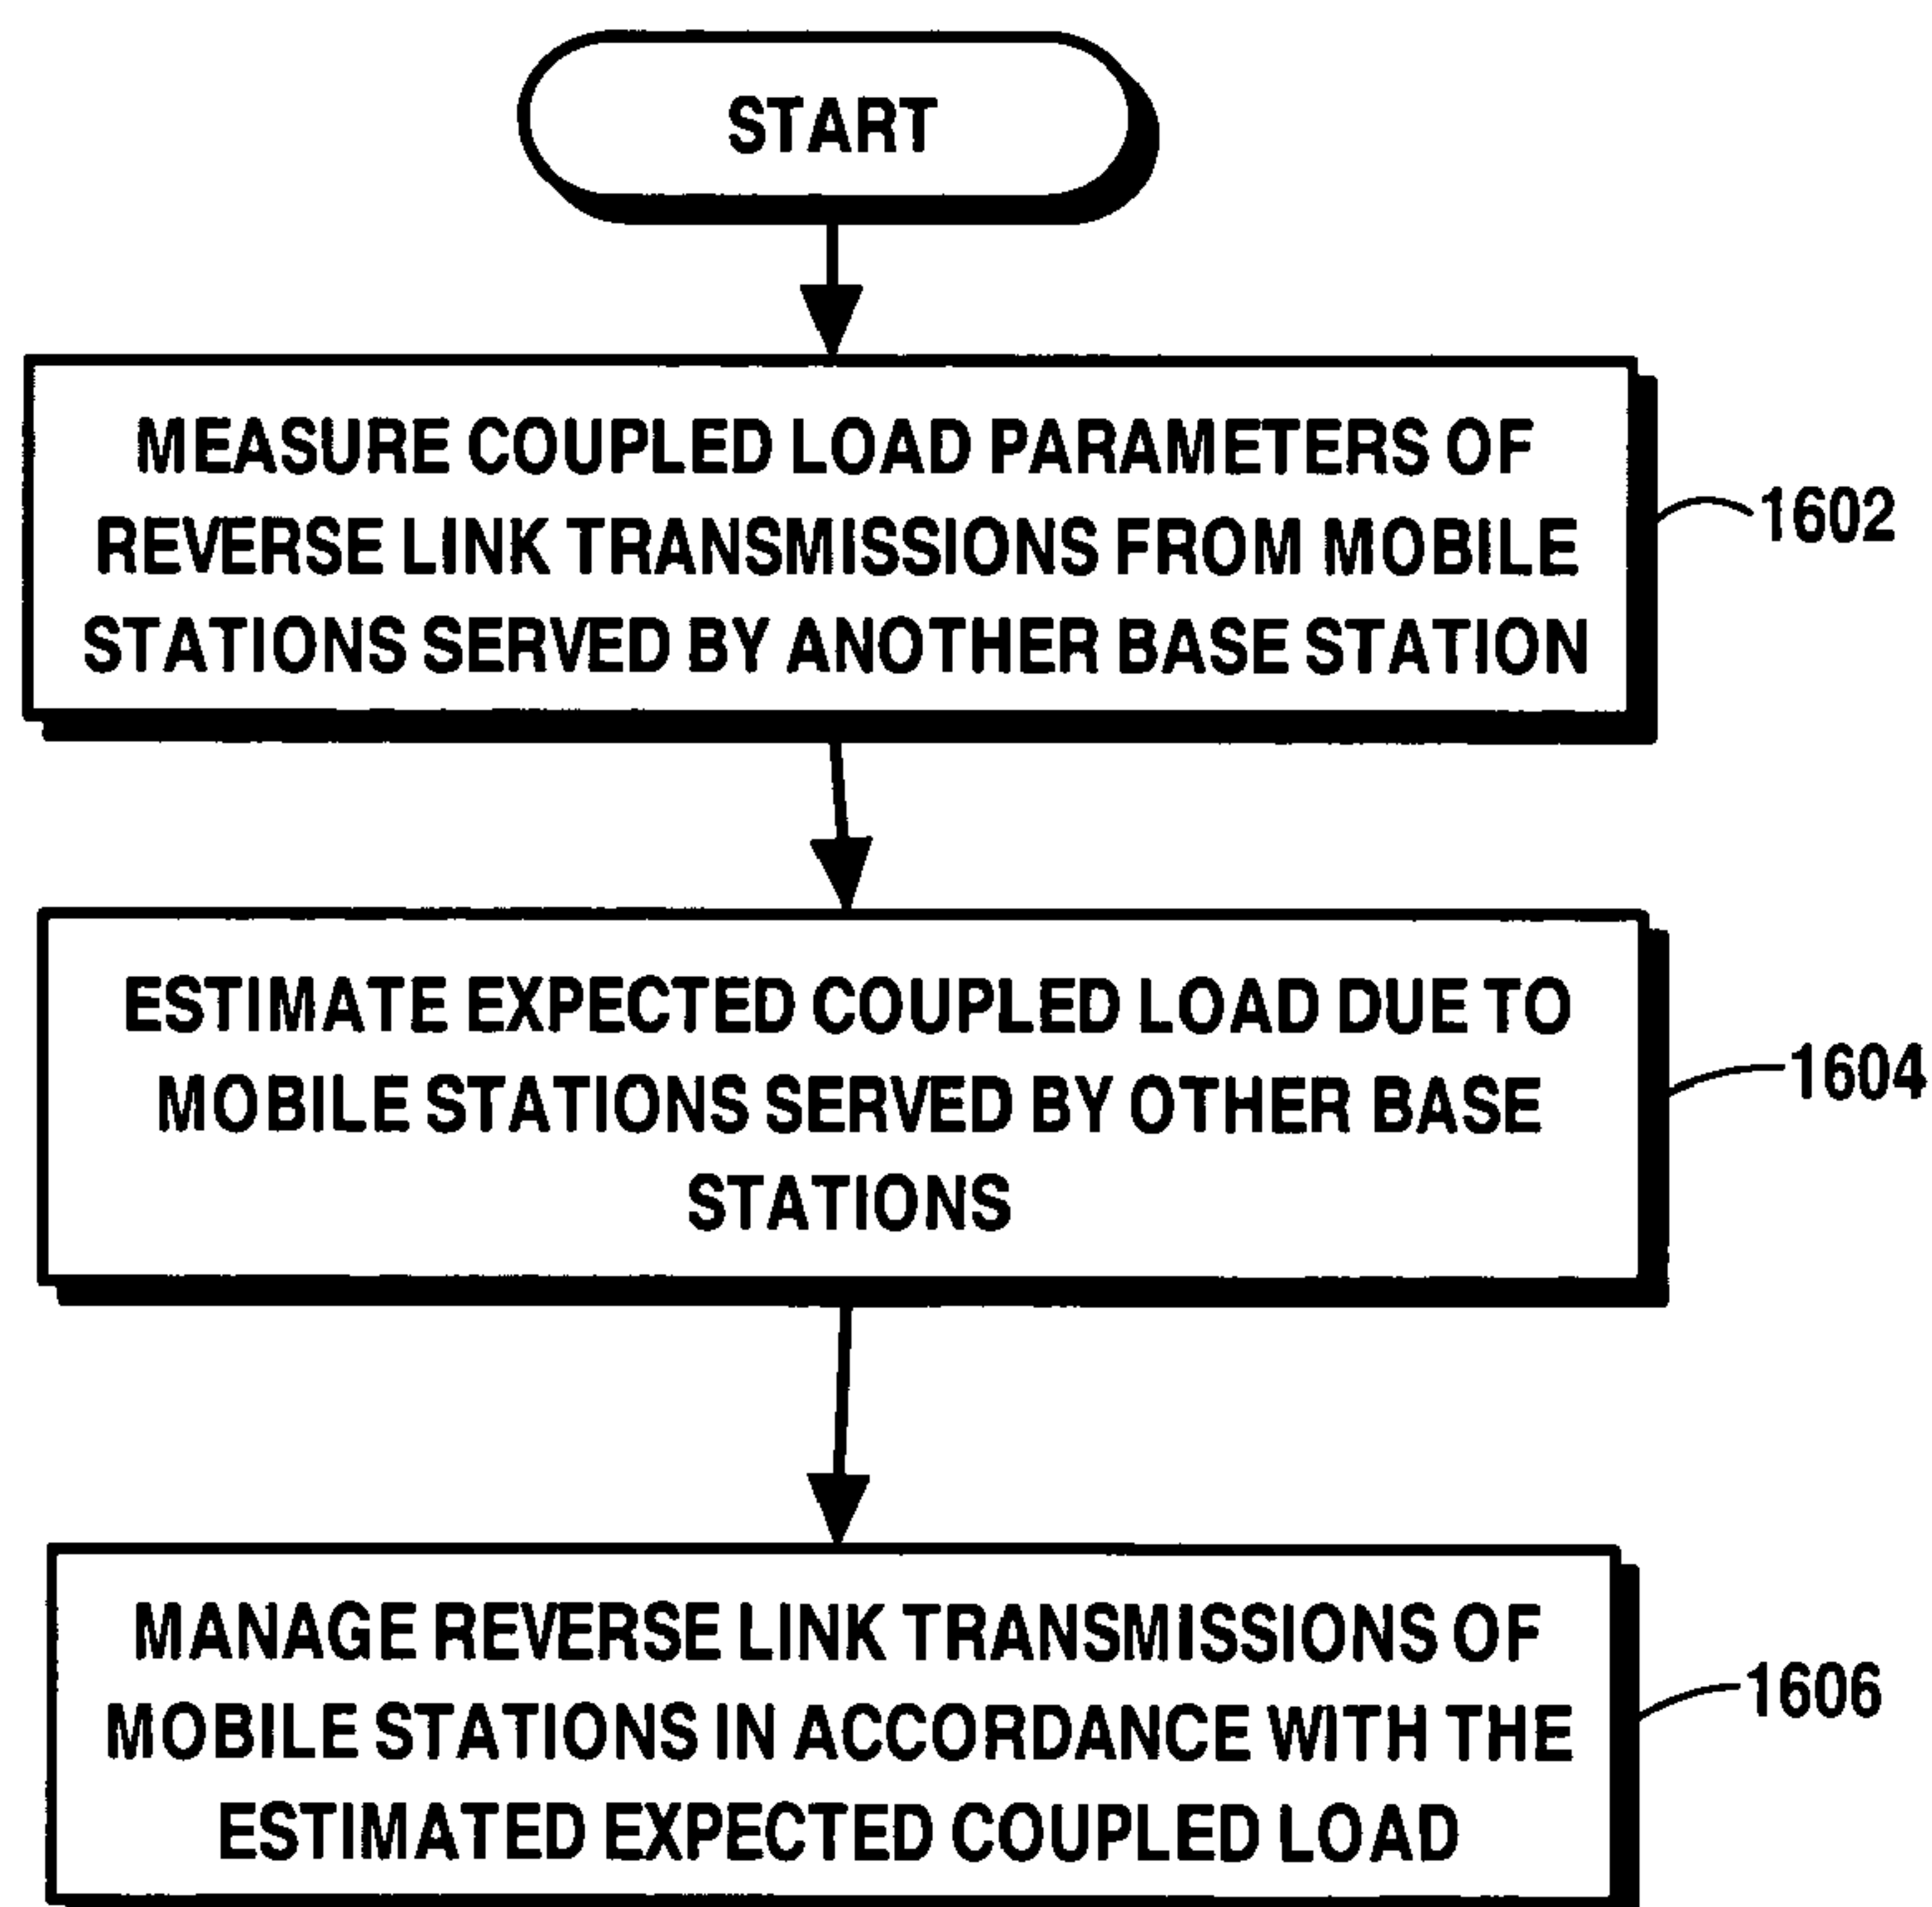 START
MEASURE COUPLED LOAD PARAMETERS OF
REVERSE LINK TRANSMISSIONS FROM MOBILE
STATIONS SERVED BY ANOTHER BASE STATION
1602
ESTIMATE EXPECTED COUPLED LOAD DUE TO
MOBILE STATIONS SERVED BY OTHER BASE
STATIONS
1604
MANAGE REVERSE LINK TRANSMISSIONS OF
MOBILE STATIONS IN ACCORDANCE WITH THE
ESTIMATED EXPECTED COUPLED LOAD
1606